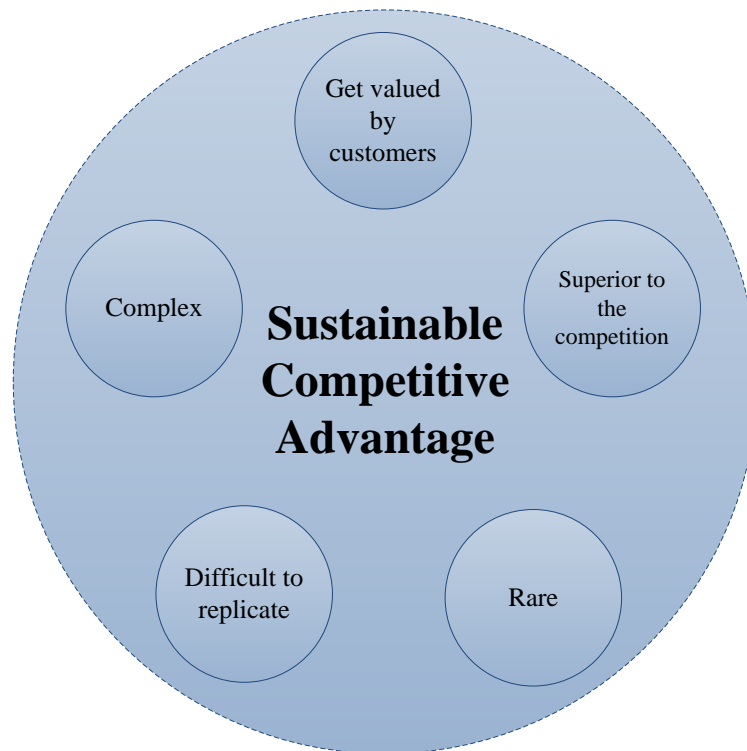 Get valued
by
customers
Complex
Superior to
the
competition
Sustainable
Competitive
Advantage
Difficult to
replicate
Rare